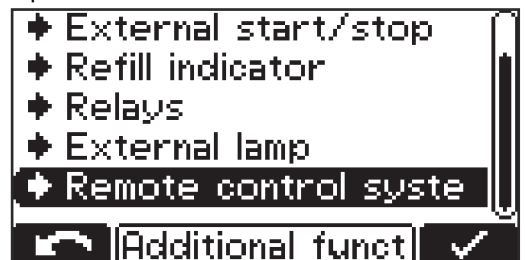 External start/stop
Refill indicator
Relays
External lamp
Remote control syste
Additional funct